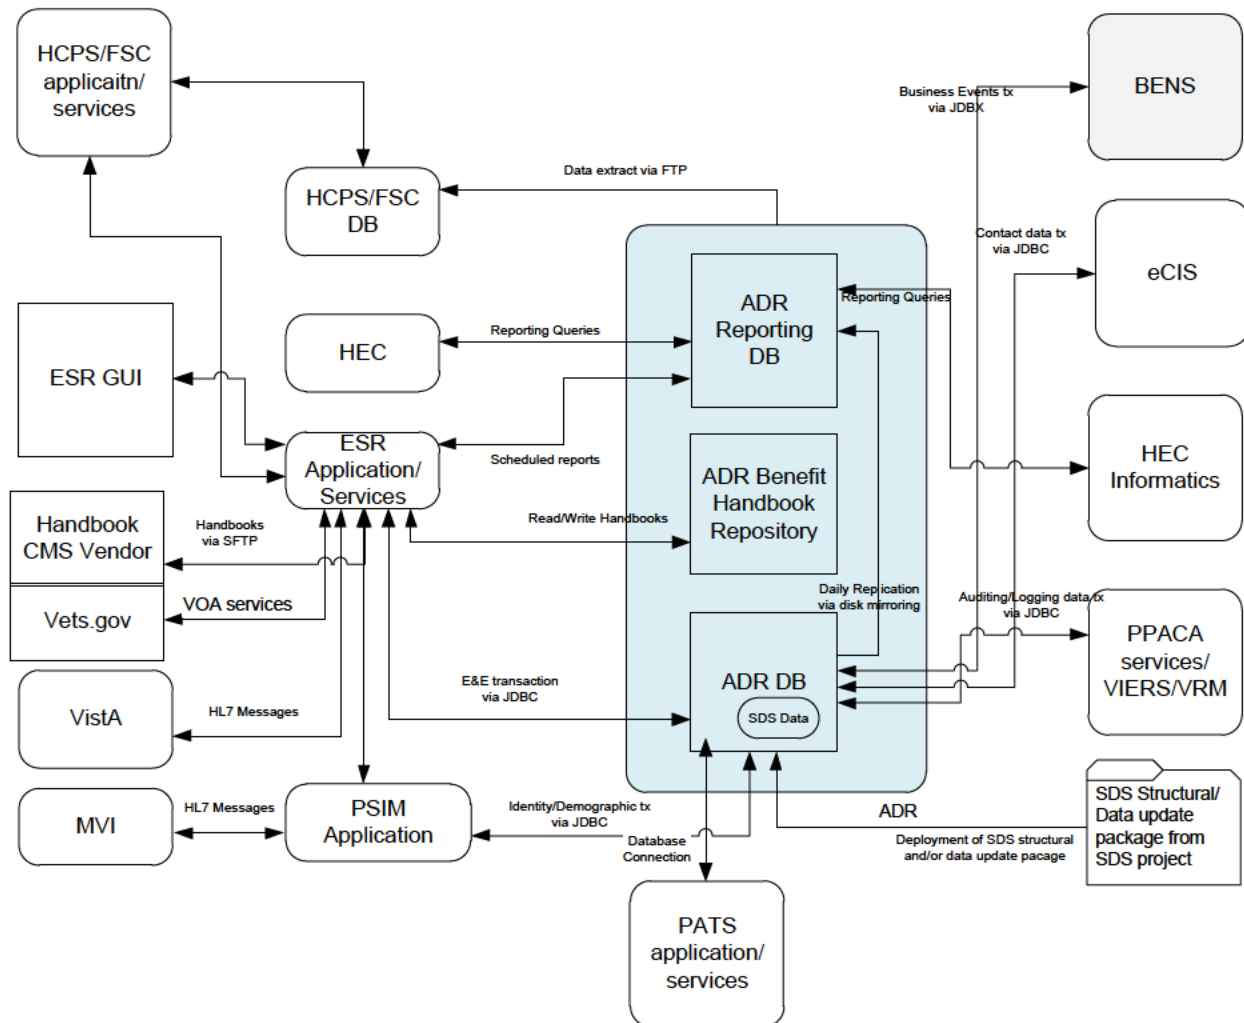 HCPS/FSC
applicaitn/
services
Business Events tx
via JDBX
BENS
Data extract via FTP
HCPS/FSC
DB
Contact data tx
via JDBC
eCIS
ADR
Reporting
DB
Reporting Queries
HEC
Reporting Queries
ESR GUI
ESR
Application/
Services
Scheduled reports
HEC
Informatics
ADR Benefit
Handbook
Repository
Handbook
CMS Vendor
Handbooks
via SFTP
Read/Write Handbooks
Vets.gov
VOA services
Daily Replication
via disk mirroring
Auditing/Logging data tx
via JDBC
PPACA
services/
VIERS/VRM
E&E transaction
via JDBC
ADR DB
SDS Data
VistA
HL7 Messages
MVI
HL7 Messages
PSIM
Application
Identity/Demographic tx
via JDBC
Database
Connection
ADR
Deployment of SDS structural
and/or data update pacage
SDS Structural/
Data update
package from
SDS project
PATS
application/
services